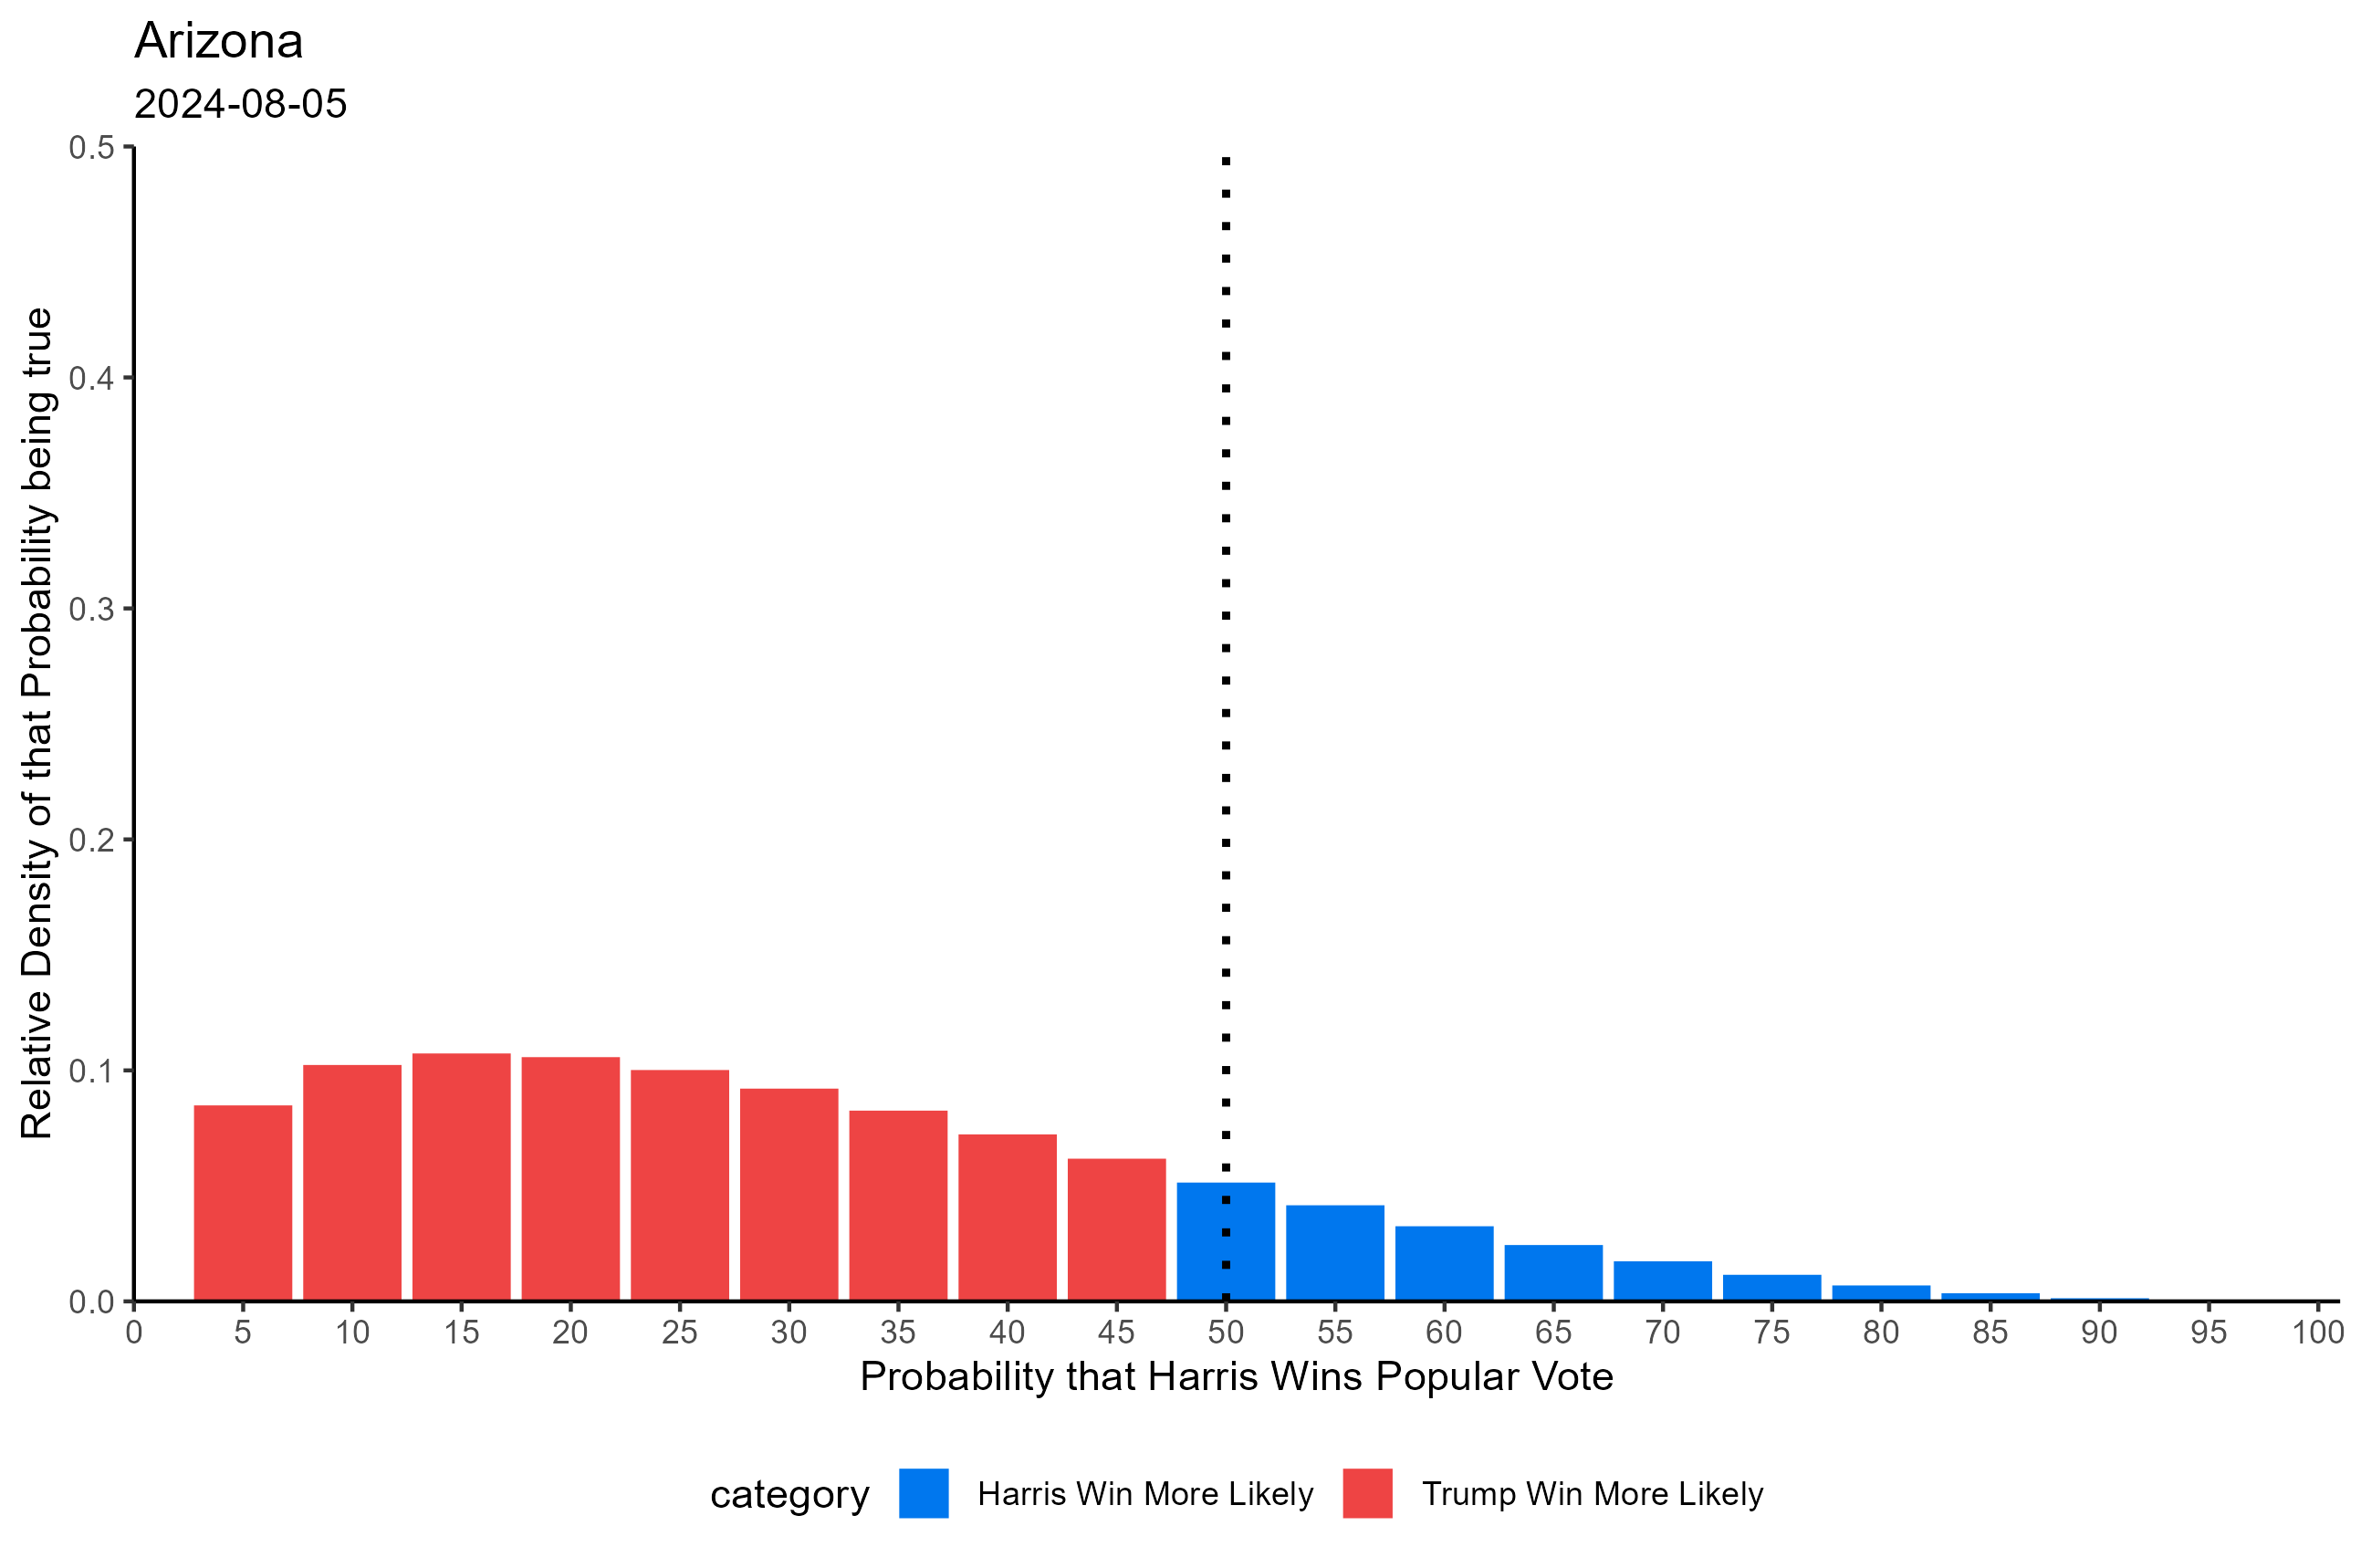 Arizona
2024-08-05
Relative Density of that Probability being true
0.5
0.4
0.3
0.2
0.1
0.0
0 5 10 15 20 25 30 35 40 45 50 55 60 65 70 75 80 85 90 95 100
Probability that Harris Wins Popular Vote
category Harris Win More Likely Trump Win More Likely